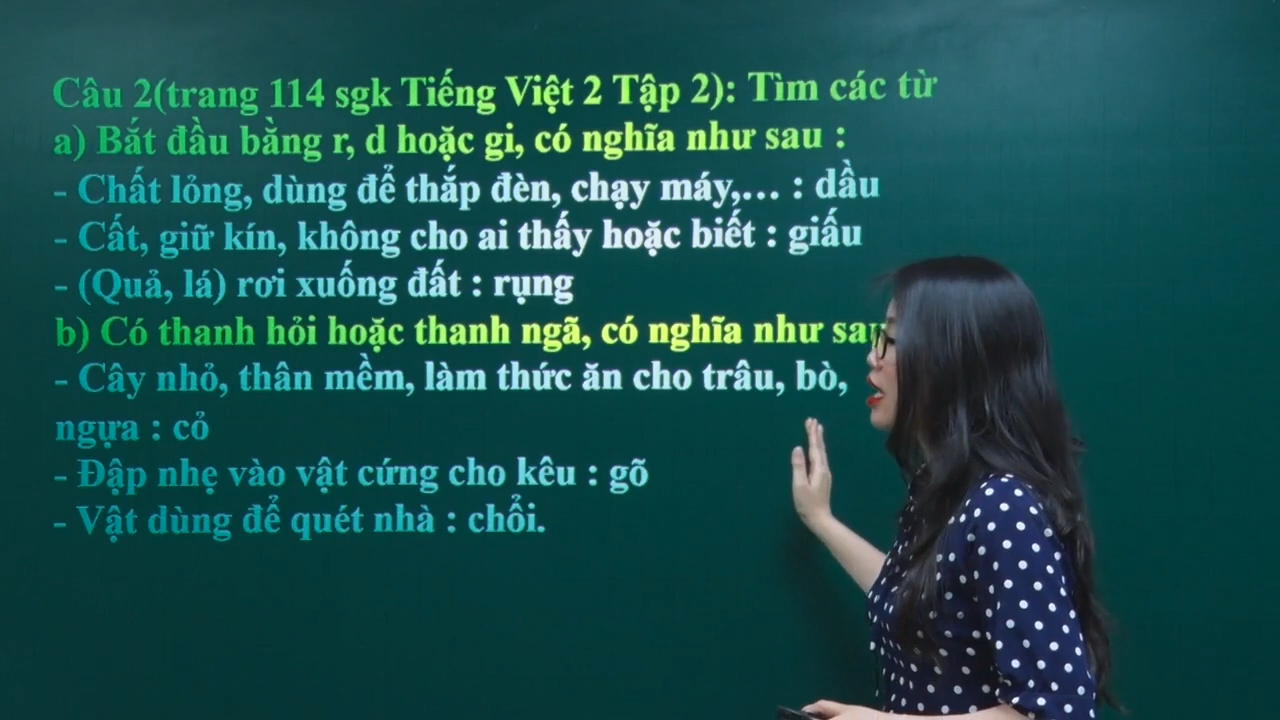 Câu 2(trang 114 sgk Tiếng Việt 2 Tập 2): Tìm các từ
a) Bắt đầu bằng r, d hoặc gi, có nghĩa như sau :
- Chất lỏng, dùng để thắp đèn, chạy máy,... : dầu
- Cất, giữ kín, không cho ai thấy hoặc biết : giấu
- (Quả, lá) rơi xuống đất : rụng
b) Có thanh hỏi hoặc thanh ngã, có nghĩa như
- Cây nhỏ, thân mềm, làm thức ăn cho trâu, bò,
ngựa : cỏ
- Đập nhẹ vào vật cứng cho kêu : gõ
- Vật dùng để quét nhà : chổi.